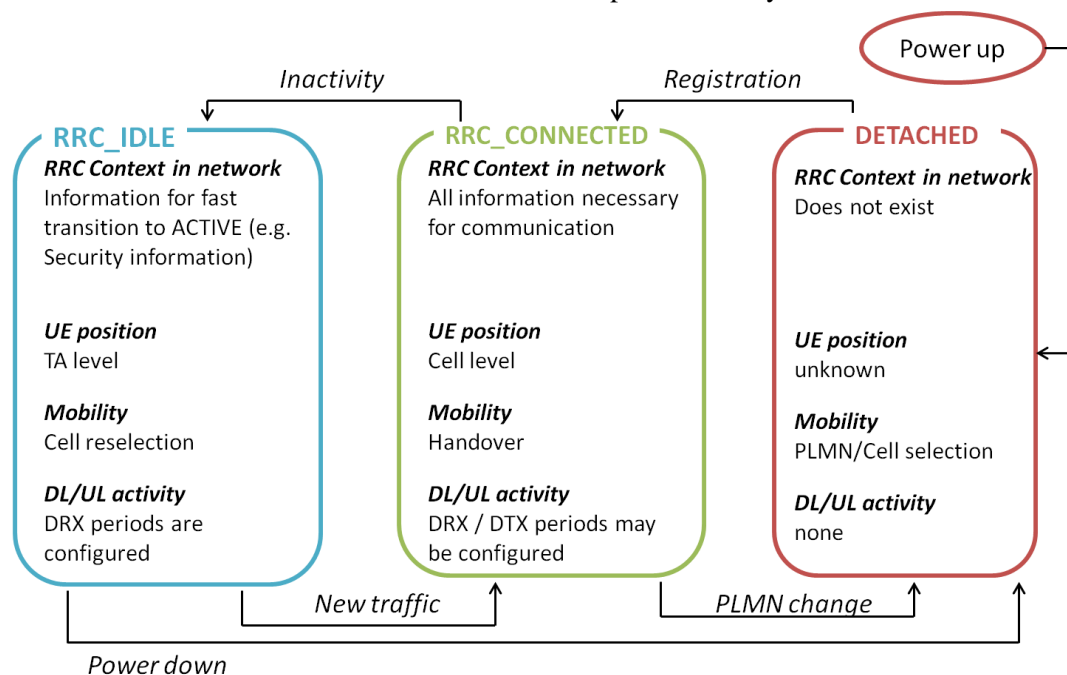 Power up
Inactivity
Registration
RRC_IDLE
RRC Context in network
Information for fast
transition to ACTIVE (e.g.
Security information)
UE position
TA level
Mobility
Cell reselection
DL/UL activity
DRX periods are
configured
RRC_CONNECTED
RRC Context in network
All information necessary
for communication
UE position
Cell level
Mobility
Handover
DL/UL activity
DRX / DTX periods may
be configured
DETACHED
RRC Context in network
Does not exist
UE position
unknown
Mobility
PLMN/Cell selection
DL/UL activity
none
New traffic
PLMN change
Power down